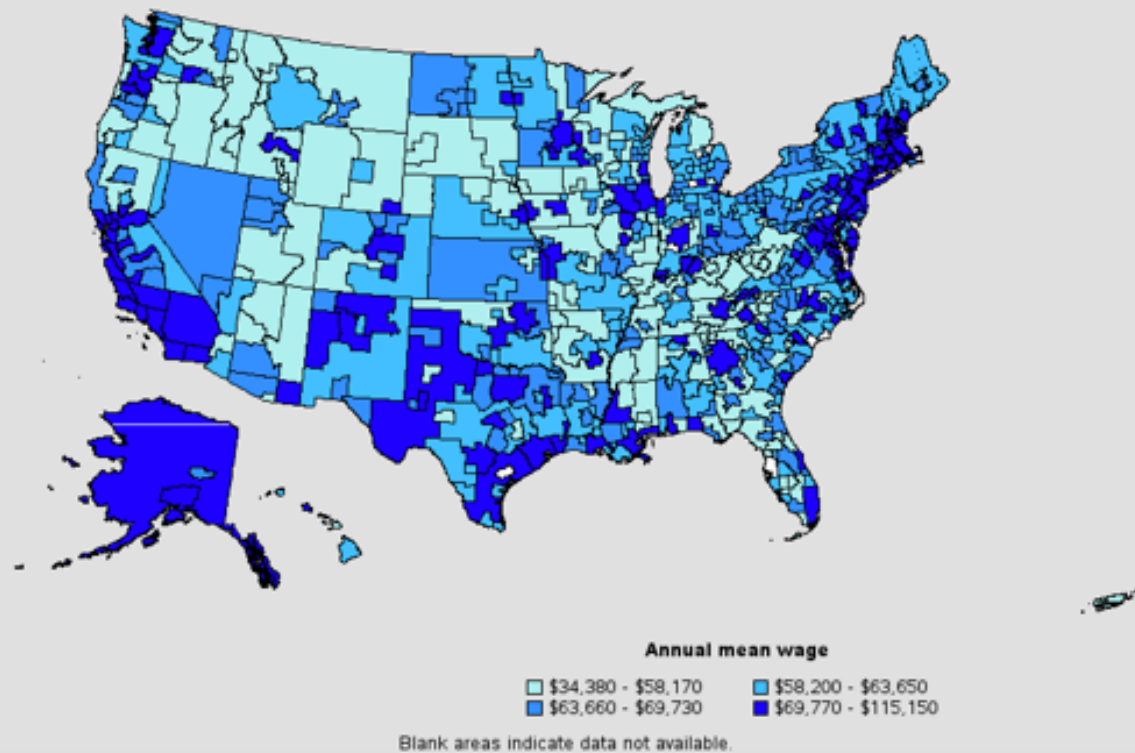 Annual mean wage
$34,380 - $58,170 $58,200 - $63,650
$63,660 - $69,730 $69,770 - $115,150
Blank areas indicate data not available.